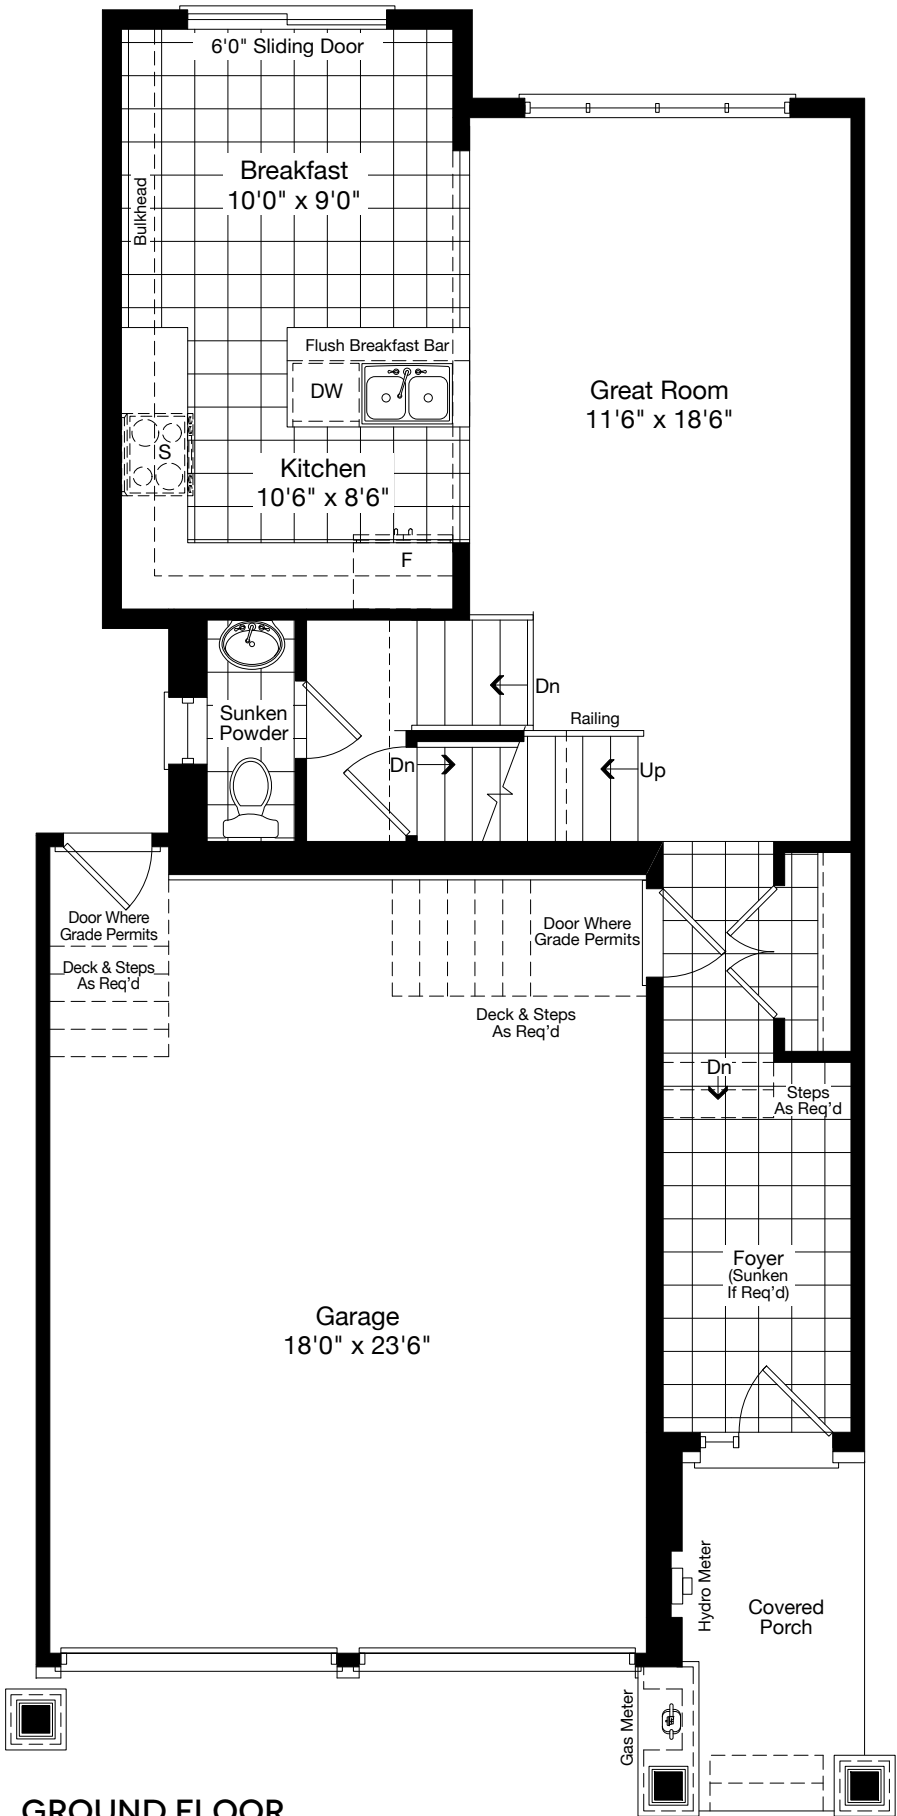 6'0" Sliding Door
Breakfast
10'0" x 9'0"
Bulkhead
Flush Breakfast Bar
DW
Great Room
11'6" x 18'6"
S
Kitchen
10'6" x 8'6"
F
Dn
Sunken
Powder
Railing
Dn
Up
Door Where
Grade Permits
Door Where
Grade Permits
Deck & Steps
As Req'd
Deck & Steps
As Req'd
Dn
Steps
As Req'd
Foyer
(Sunken
If Req'd)
Garage
18'0" x 23'6"
Hydro Meter
Covered
Porch
Gas Meter
GROUND FLOOR